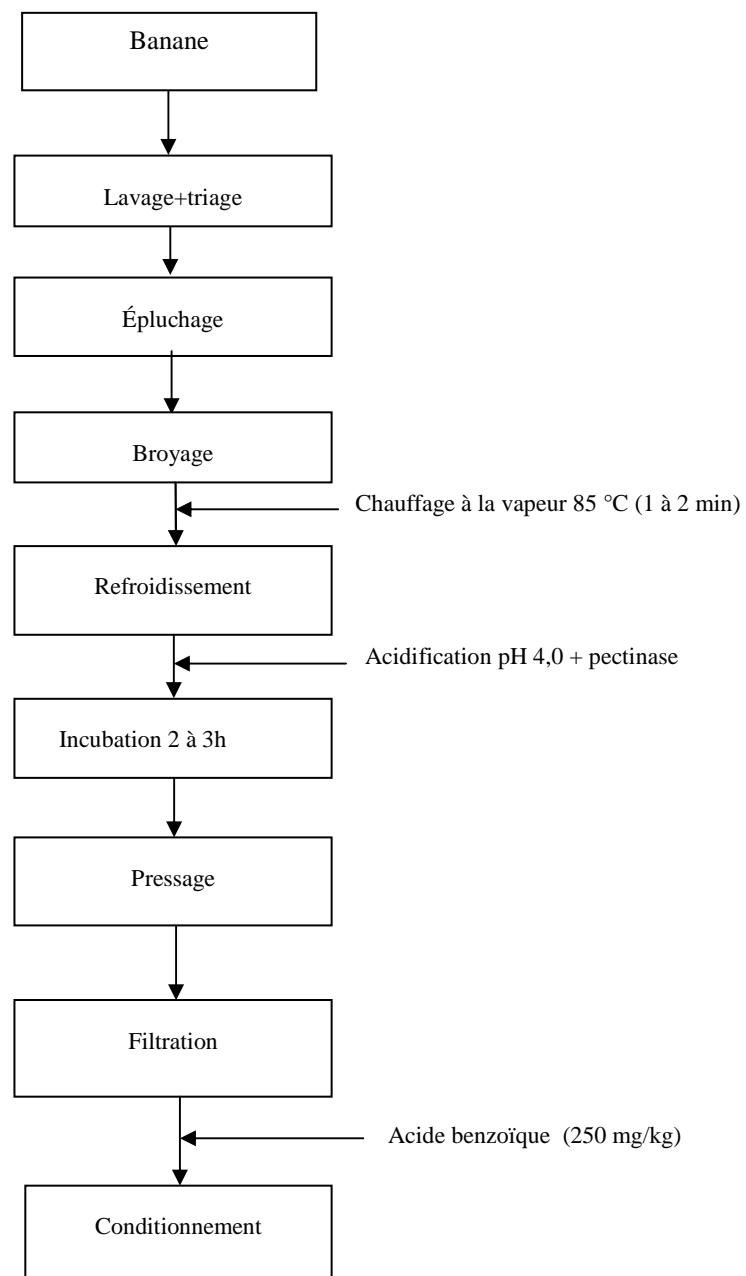 Banane
Lavage+triage
Épluchage
Broyage
Chauffage à la vapeur 85 °C (1 à 2 min)
Refroidissement
Acidification pH 4,0 + pectinase
Incubation 2 à 3h
Pressage
Filtration
Acide benzoïque (250 mg/kg)
Conditionnement